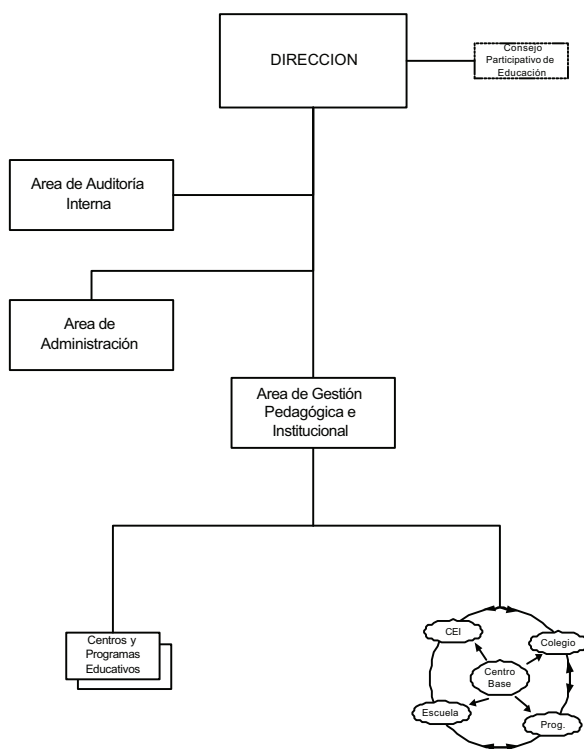 DIRECCION
Consejo
Participativo de
Educación
Area de Auditoría
Interna
Area de
Administración
Area de Gestión
Pedagógica e
Institucional
Centros y
Programas
Educativos
CEI
Colegio
Centro
Base
Escuela
Prog.